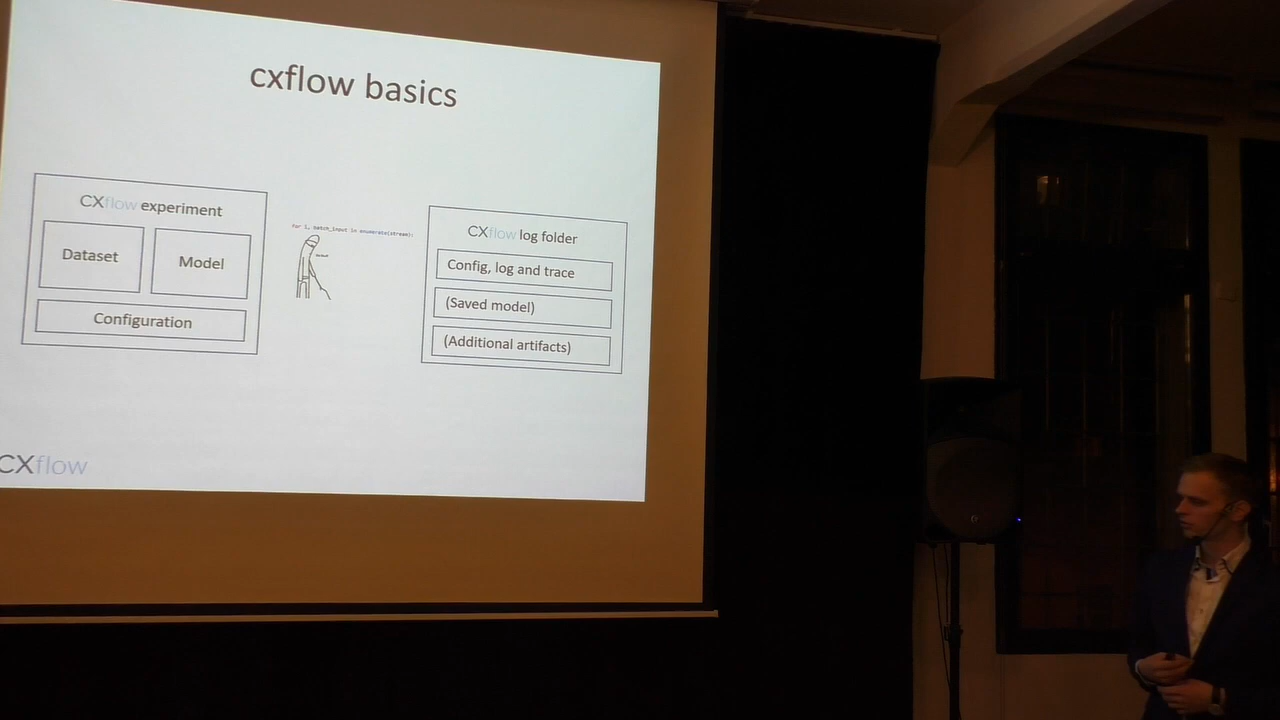 cxflow basics
CXflow experiment
Dataset
Model
Configuration
for i, batch_input in enumerate(stream):
CXflow log folder
Config, log and trace
(Saved model)
(Additional artifacts)
CXflow